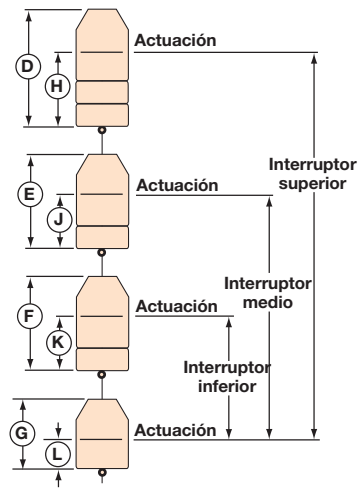 Actuación
D
H
Interruptor
superior
E
Actuación
J
Interruptor
medio
F
Actuación
K
Interruptor
inferior
G
Actuación
L